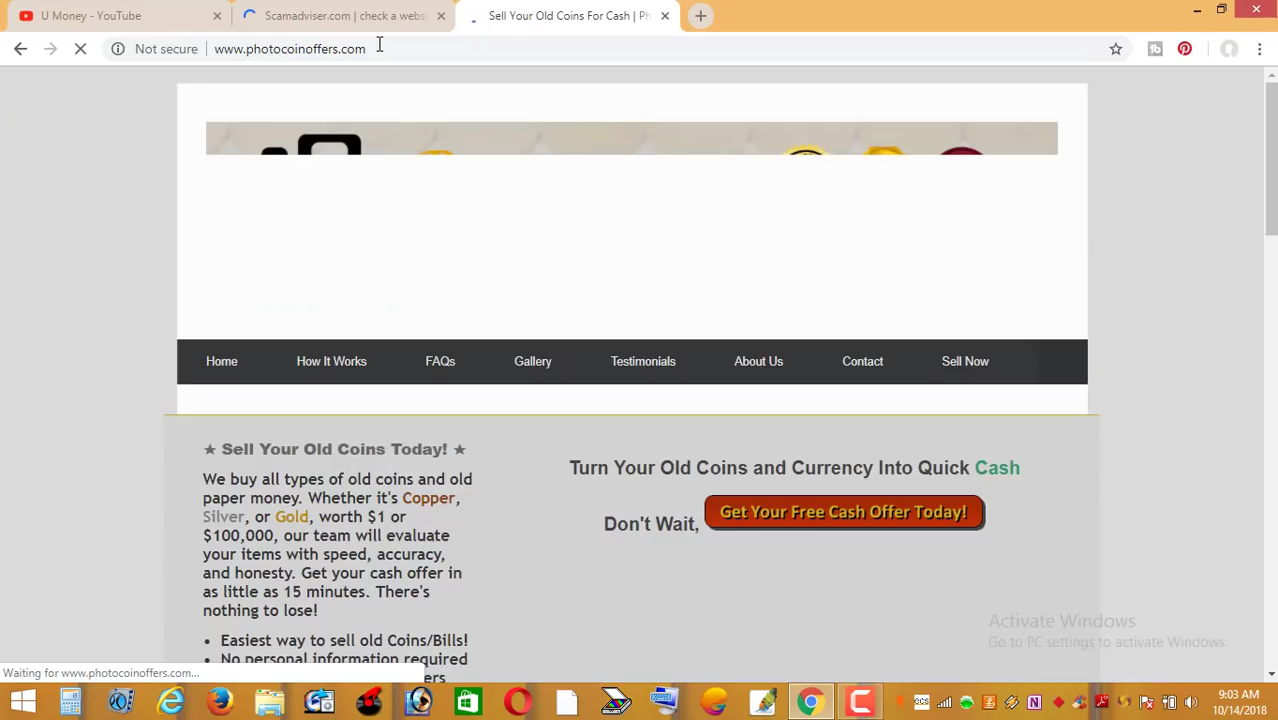 U Money - YouTube
Scamadviser.com | check a webs
Sell Your Old Coins For Cash | Ph
Not secure
www.photocoinoffers.com
Home
How It Works
FAQs
Gallery
Testimonials
About Us
Contact
Sell Now
★ Sell Your Old Coins Today! ★
We buy all types of old coins and old
paper money. Whether it's Copper,
Silver, or Gold, worth $1 or
$100,000, our team will evaluate
your items with speed, accuracy,
and honesty. Get your cash offer in
as little as 15 minutes. There's
nothing to lose!
• Easiest way to sell old Coins/Bills!
• No personal information required
Turn Your Old Coins and Currency Into Quick Cash
Don't Wait, Get Your Free Cash Offer Today!
Activate Windows
Go to PC settings to activate Windows.
Waiting for www.photocoinoffers.com...
9:03 AM
10/14/2018